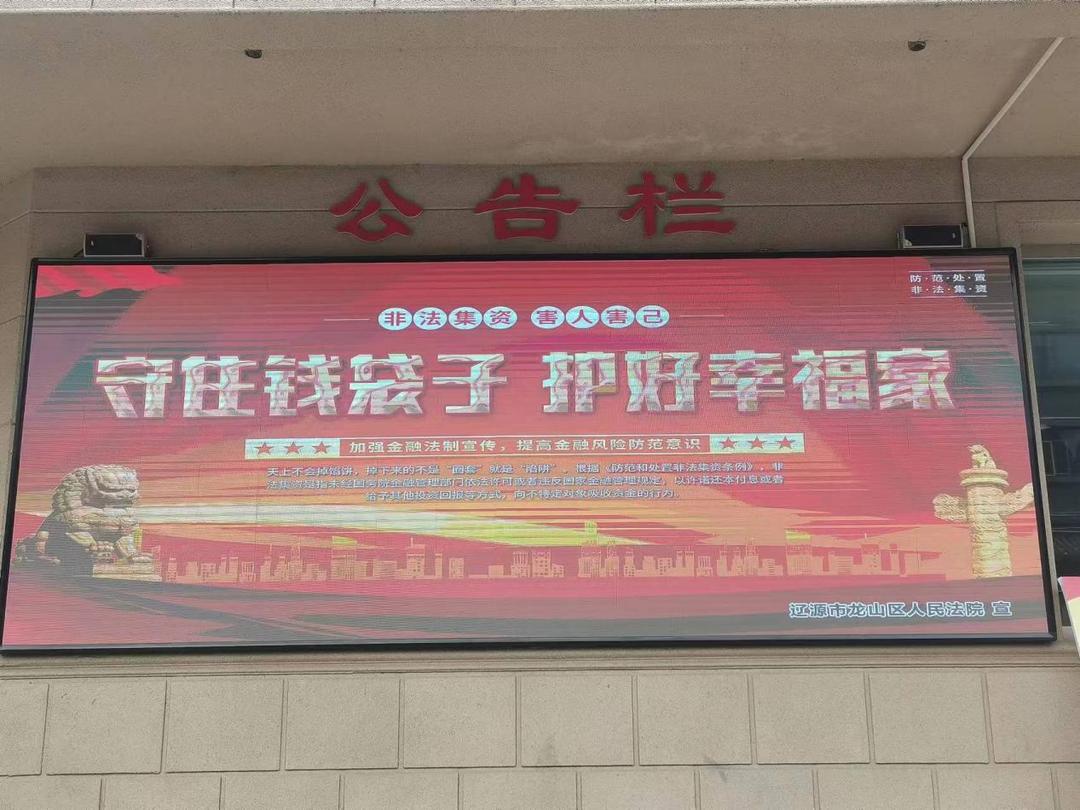 公告栏
防·范·处·置
非·法·集·资
非法集资 害人害己
守住钱袋子 护好幸福家
加强金融法制宣传，提高金融风险防范意识
天上不会掉馅饼，掉下来的不是“圈套”就是“陷阱”。根据《防范和处置非法集资条例》，非
法集资是指未经国务院金融管理部门依法许可或者违反国家金融管理规定，以许诺还本付息或者
给予其他投资回报等方式，向不特定对象吸收资金的行为。
辽源市龙山区人民法院 宣